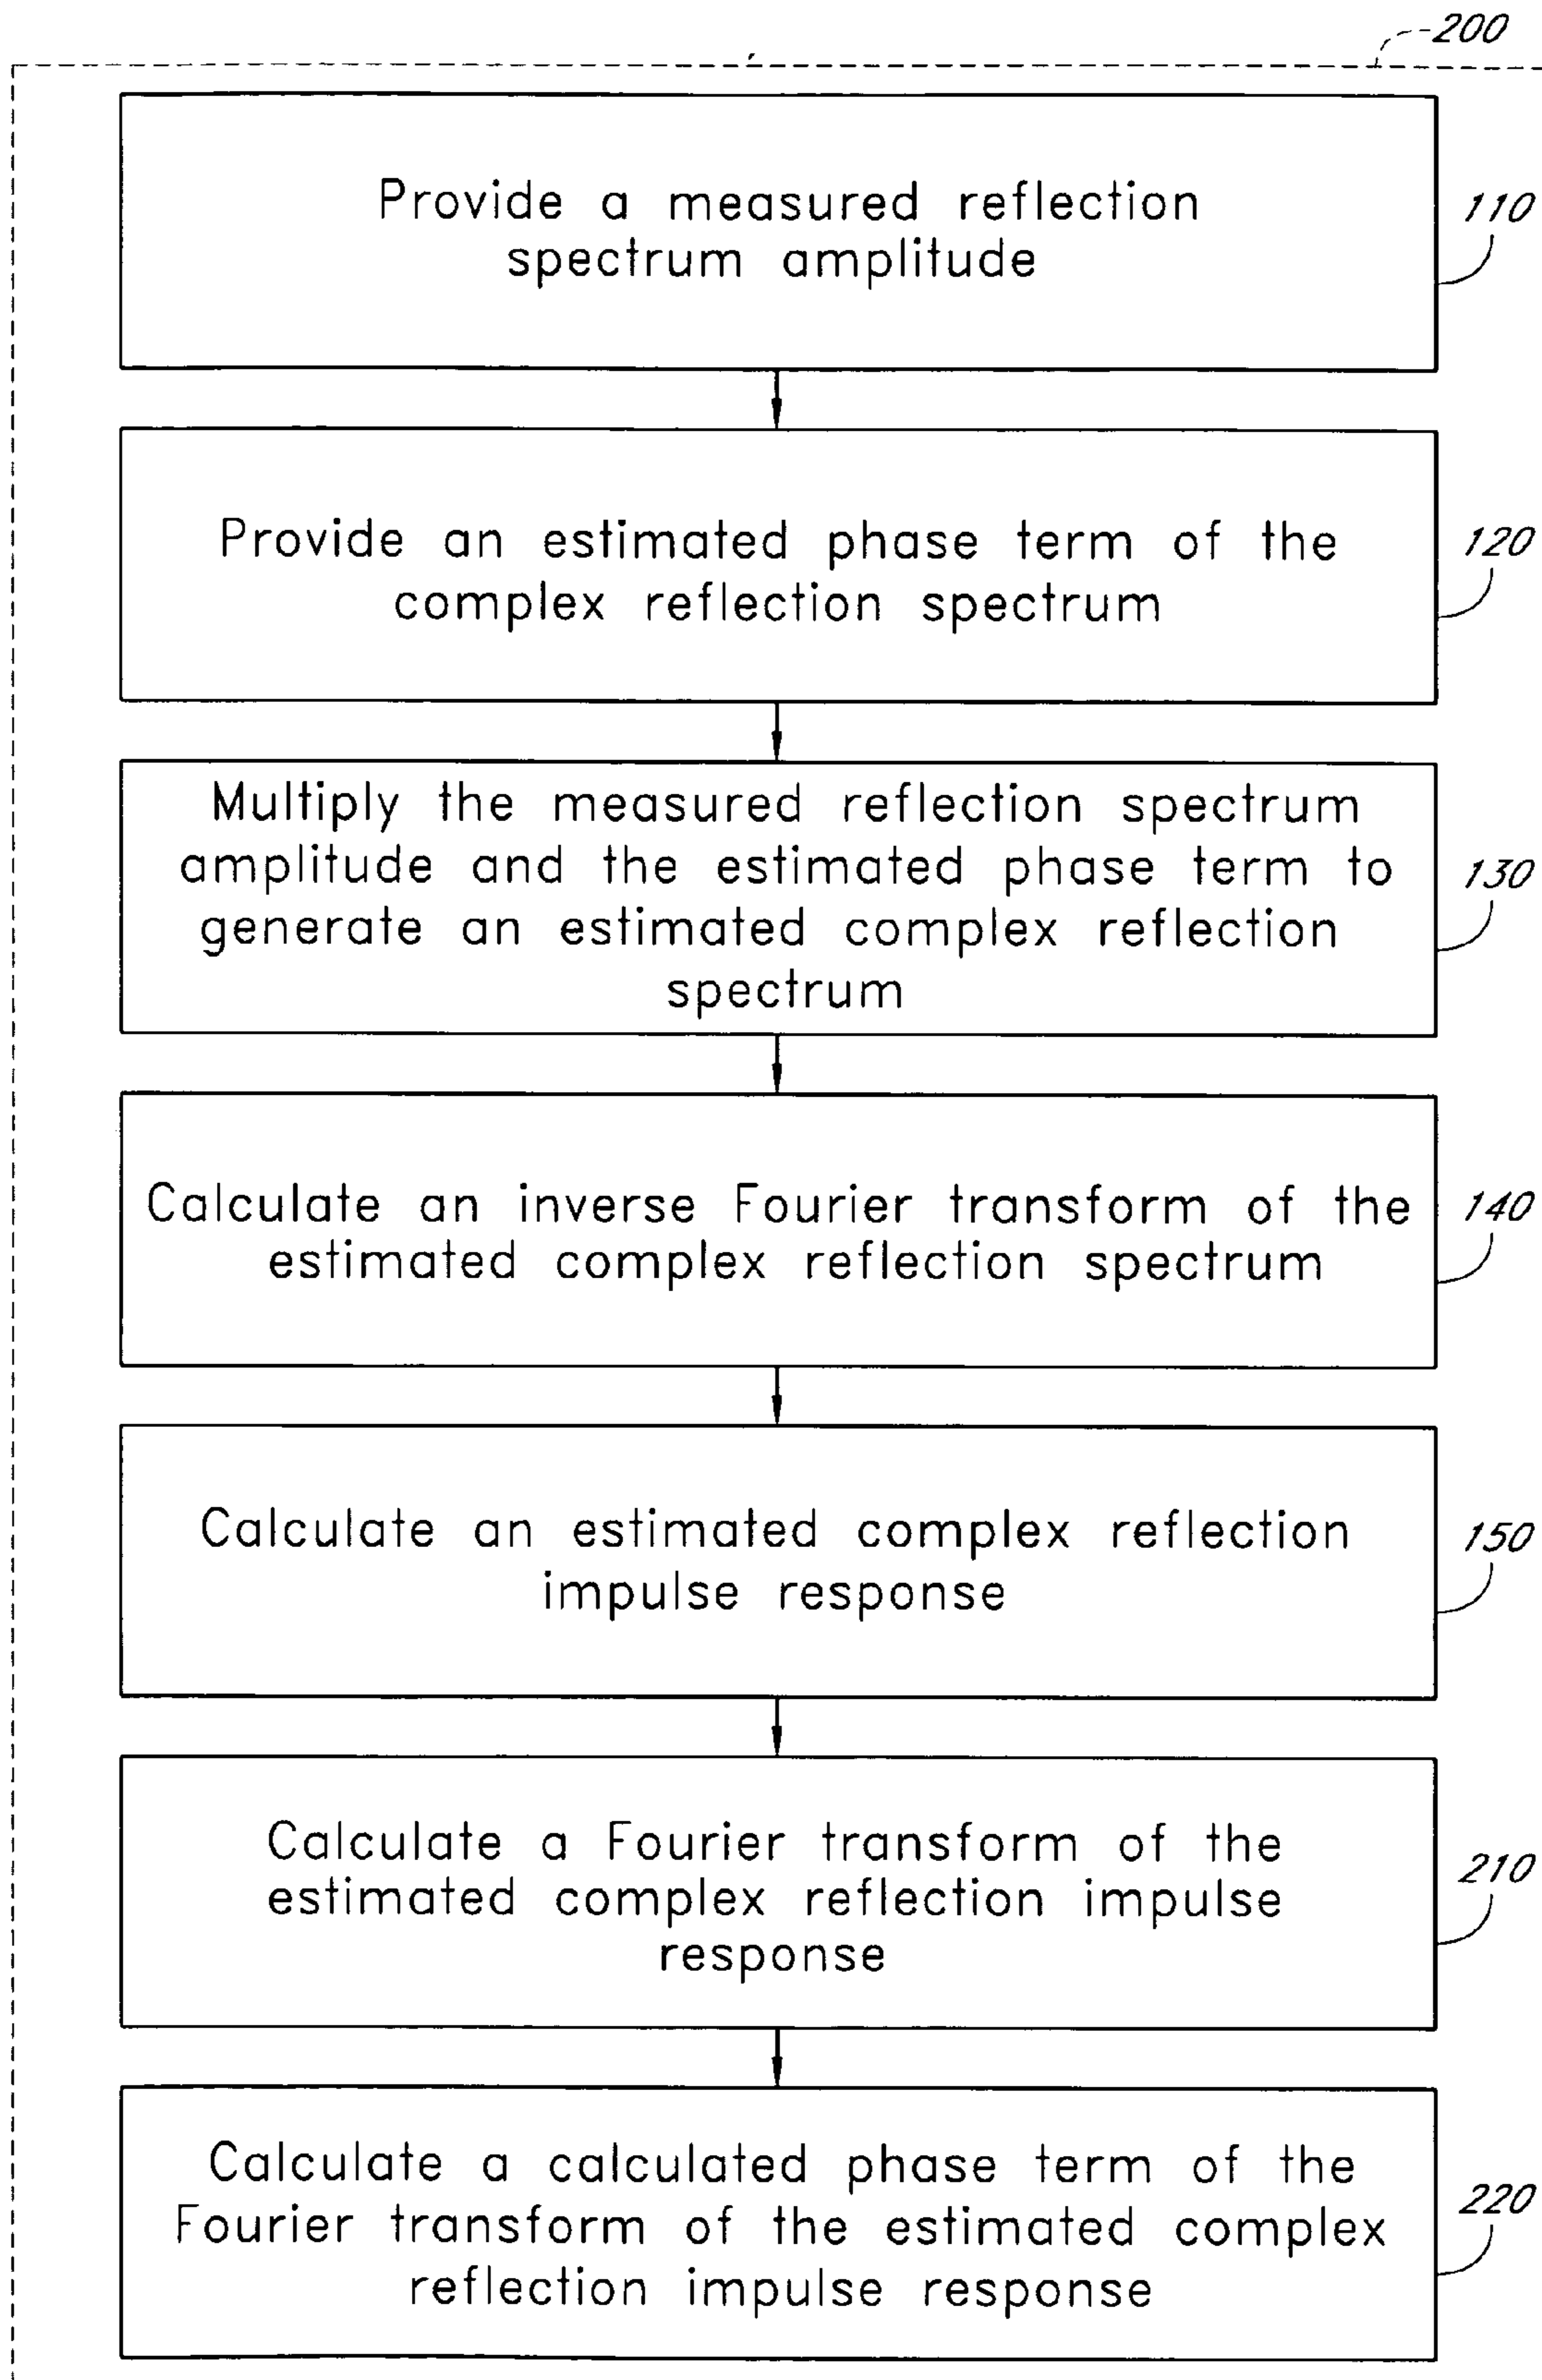 200
Provide a measured reflection
spectrum amplitude
110
Provide an estimated phase term of the
complex reflection spectrum
120
Multiply the measured reflection spectrum
amplitude and the estimated phase term to
generate an estimated complex reflection
spectrum
130
Calculate an inverse Fourier transform of the
estimated complex reflection spectrum
140
Calculate an estimated complex reflection
impulse response
150
Calculate a Fourier transform of the
estimated complex reflection impulse
response
210
Calculate a calculated phase term of the
Fourier transform of the estimated complex
reflection impulse response
220